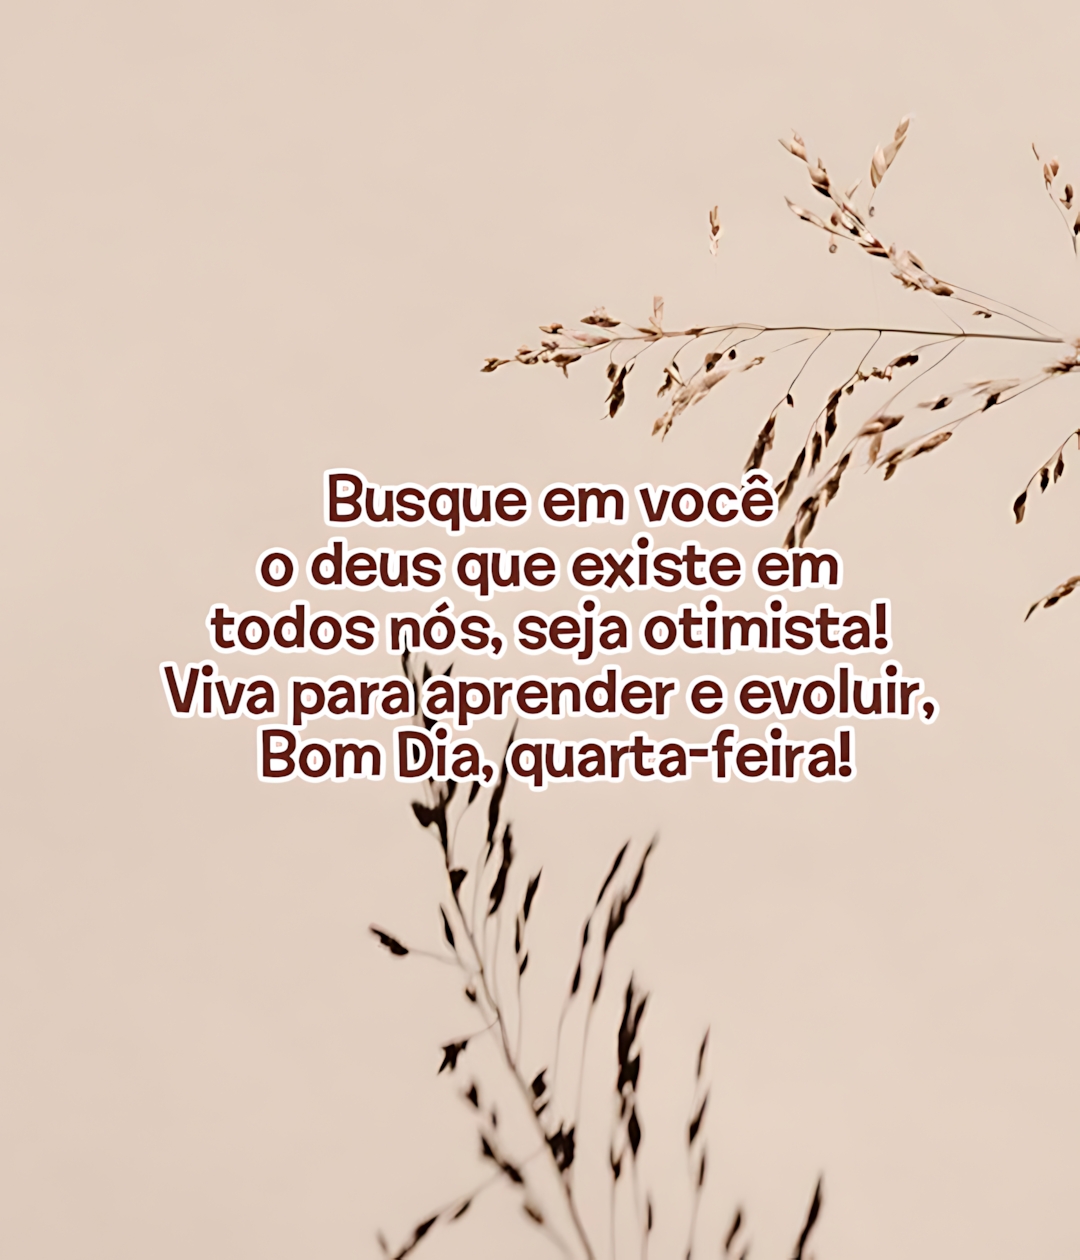 Busque em você
o deus que existe em
todos nós, seja otimista!
Viva para aprender e evoluir,
Bom Dia, quarta-feira!